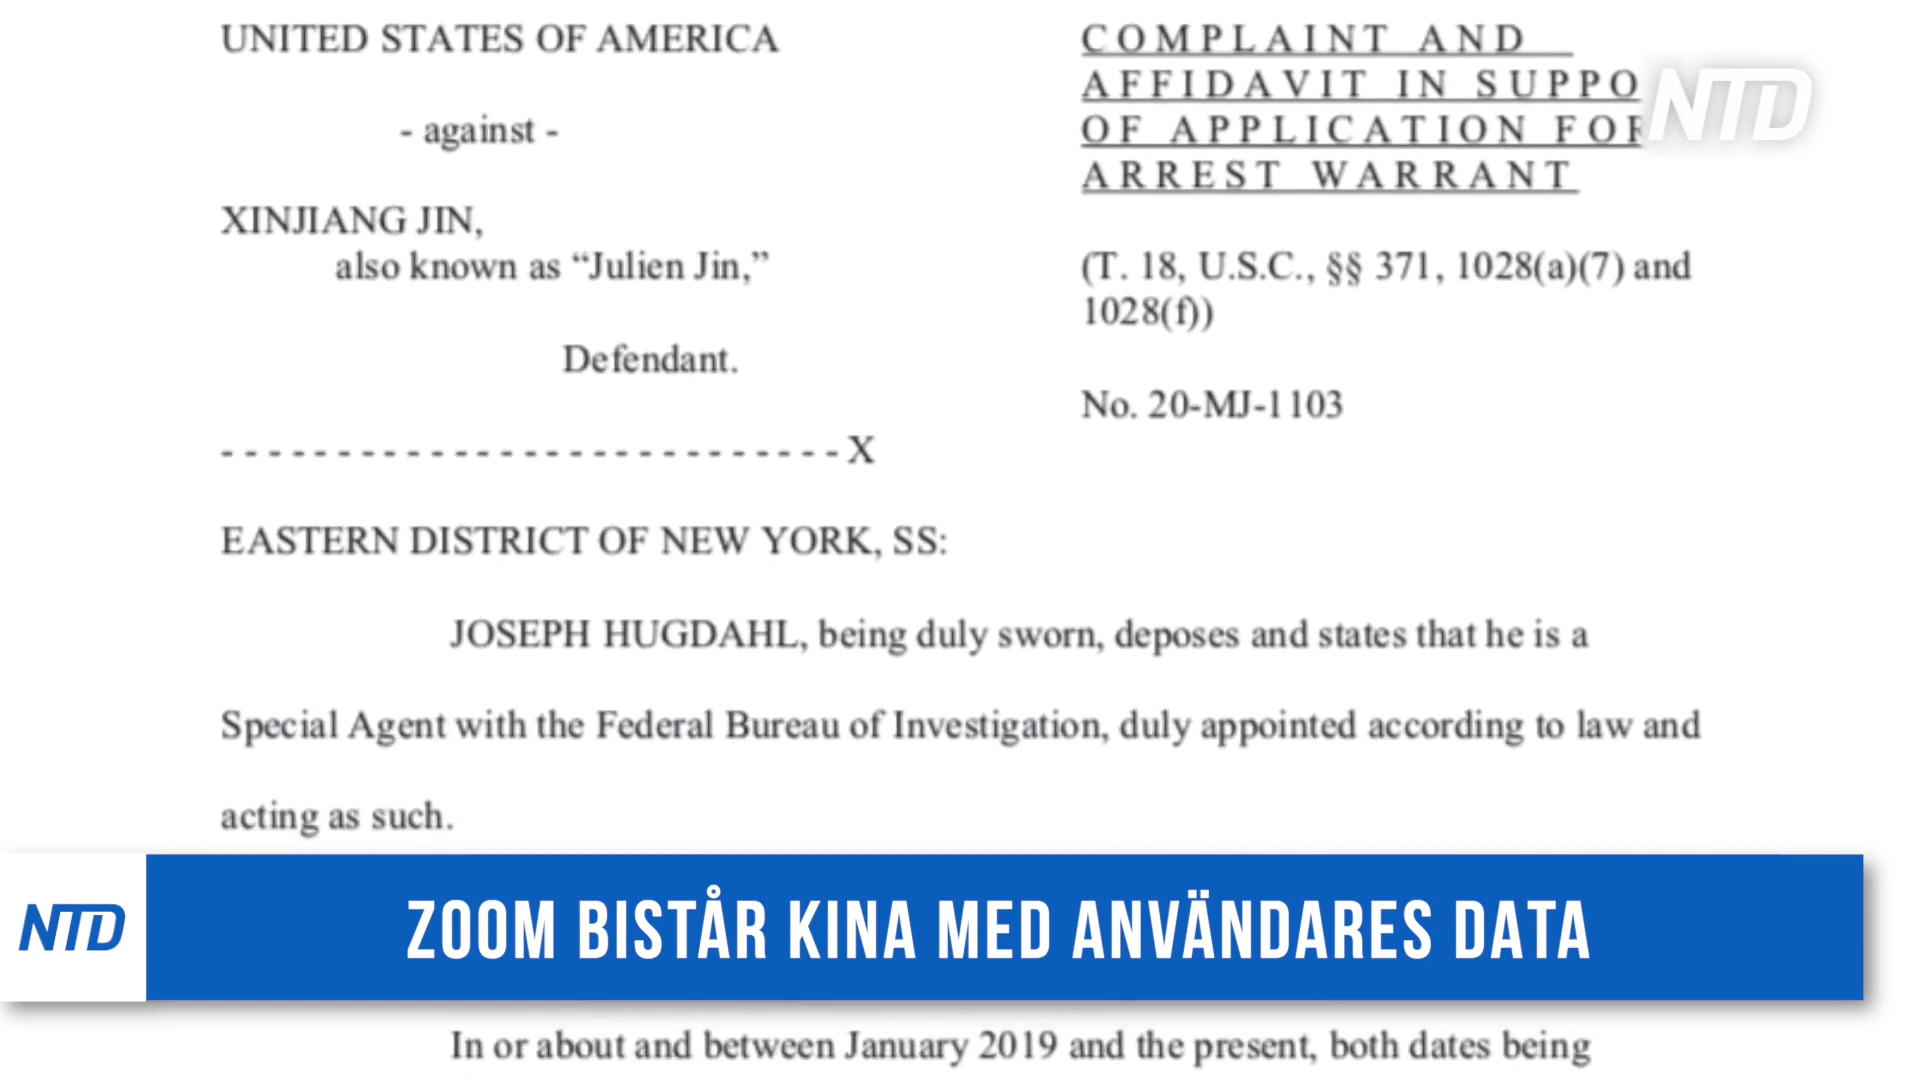 UNITED STATES OF AMERICA
- against -
XINJIANG JIN,
also known as “Julien Jin,”
Defendant.
- - - - - - - - - - - - - - - - - - - - - - - - - - - X
COMPLAINT AND
AFFIDAVIT IN SUPPO
OF APPLICATION FOR
ARREST WARRANT
(T. 18, U.S.C., §§ 371, 1028(a)(7) and
1028(f))
No. 20-MJ-1103
NTD
EASTERN DISTRICT OF NEW YORK, SS:
JOSEPH HUGDAHL, being duly sworn, deposes and states that he is a
Special Agent with the Federal Bureau of Investigation, duly appointed according to law and
acting as such.
NTD
ZOOM BISTÅR KINA MED ANVÄNDARES DATA
In or about and between January 2019 and the present, both dates being